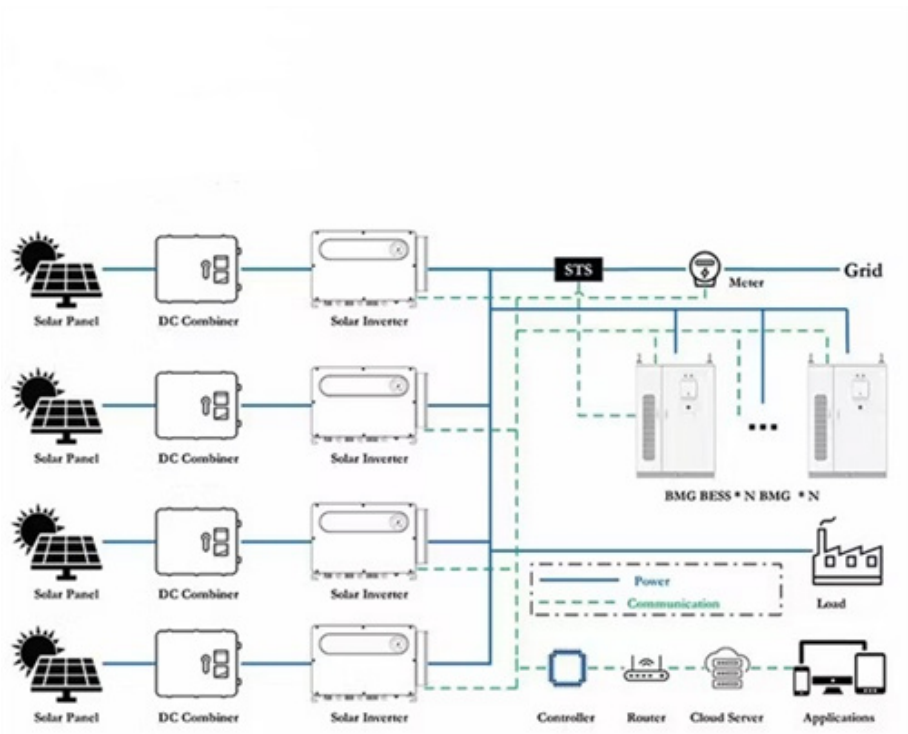 STS
Grid
Meter
Solar Panel
DC Combiner
Solar Inverter
Solar Panel
DC Combiner
Solar Inverter
BMG BESS * N BMG * N
Solar Panel
DC Combiner
Solar Inverter
Power
Communication
Load
Solar Panel
DC Combiner
Solar Inverter
Controller
Router
Cloud Server
Applications